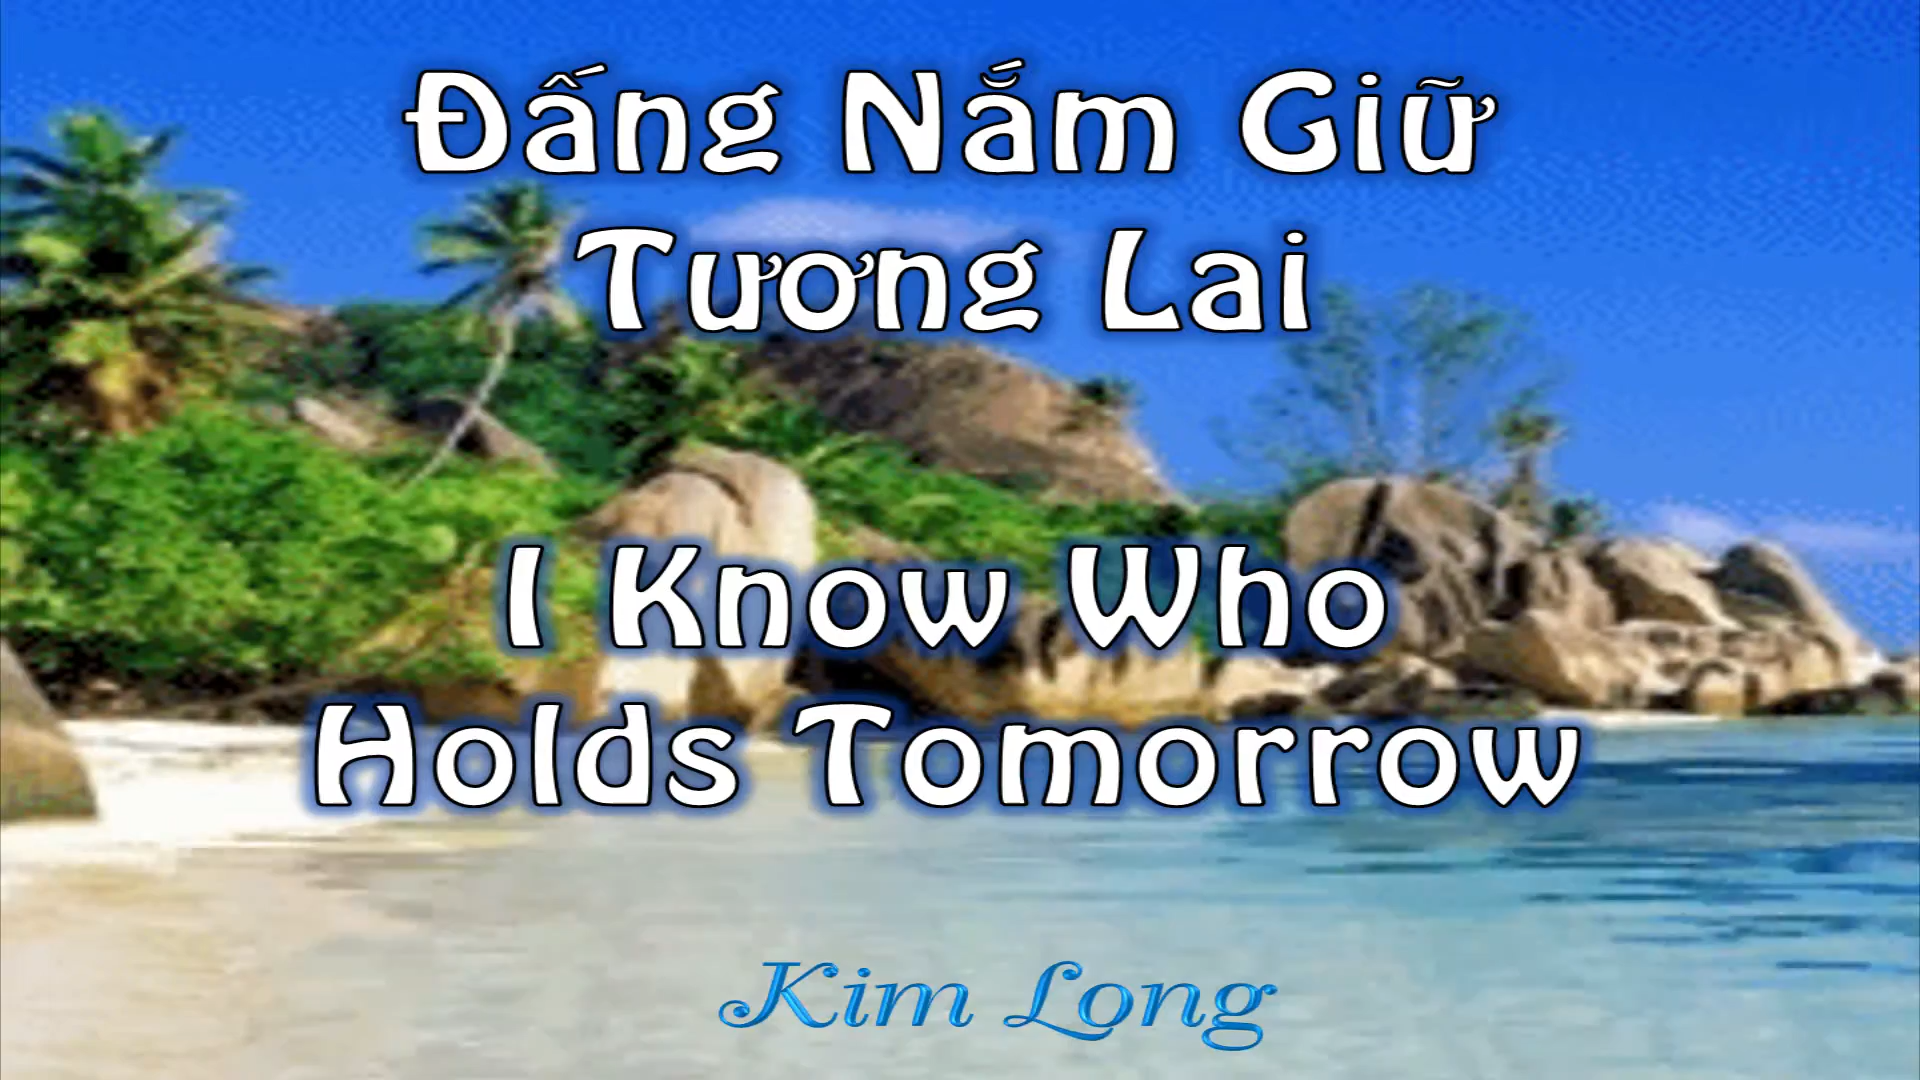 Đấng Nắm Giữ
Tương Lai
I Know Who
Holds Tomorrow
Kim Long